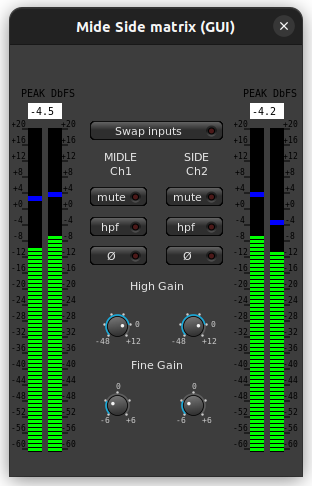 Mide Side matrix (GUI)
PEAK DbFS
PEAK DbFS
-4.5
-4.2
+20 +20 +20 +20
+16 +16 +16 +16
Swap inputs
+12 +12 +12 +12
MIDLE SIDE
+8 +8 +8 +8
Ch1 Ch2
+4 +4 +4 +4
mute mute
+0 +0 +0 +0
-4 -4 -4 -4
hpf hpf
-8 -8 -8 -8
Ø Ø
-12 -12 -12 -12
-16 -16 -16 -16
-20 -20 -20 -20
High Gain
-24 -24 -24 -24
-28 -28 -28 -28
0 0
-32 -32 -32 -32
-48 +12 -48 +12
-36 -36 -36 -36
Fine Gain
-40 -40 -40 -40
-44 -44 -44 -44
0 0
-48 -48 -48 -48
-52 -52 -52 -52
-6 +6 -6 +6
-56 -56 -56 -56
-60 -60 -60 -60